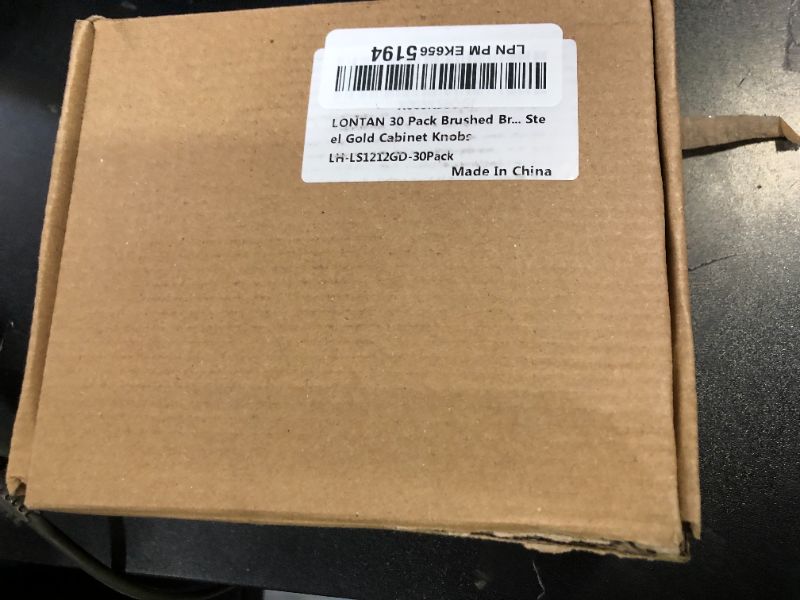 LPN PM EK656 5194
LONTAN 30 Pack Brushed Br... Ste
el Gold Cabinet Knobs
LH-LS1212GD-30Pack
Made In China